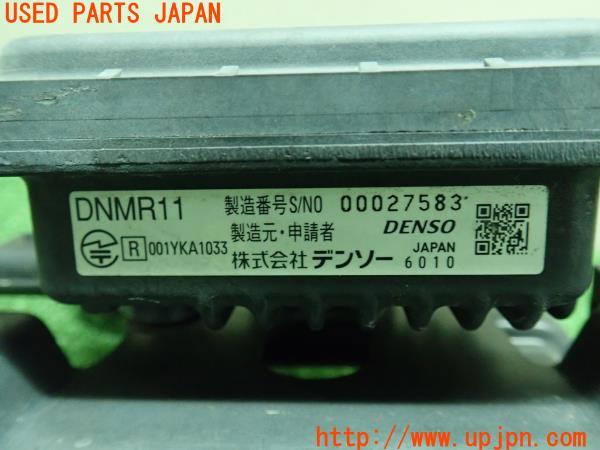 USED PARTS JAPAN
DNMR11 製造番号S/NO 00027583
R 001YKA1033 製造元・申請者 DENSO
株式会社デンソー JAPAN
6010
http://www.upjpn.com/